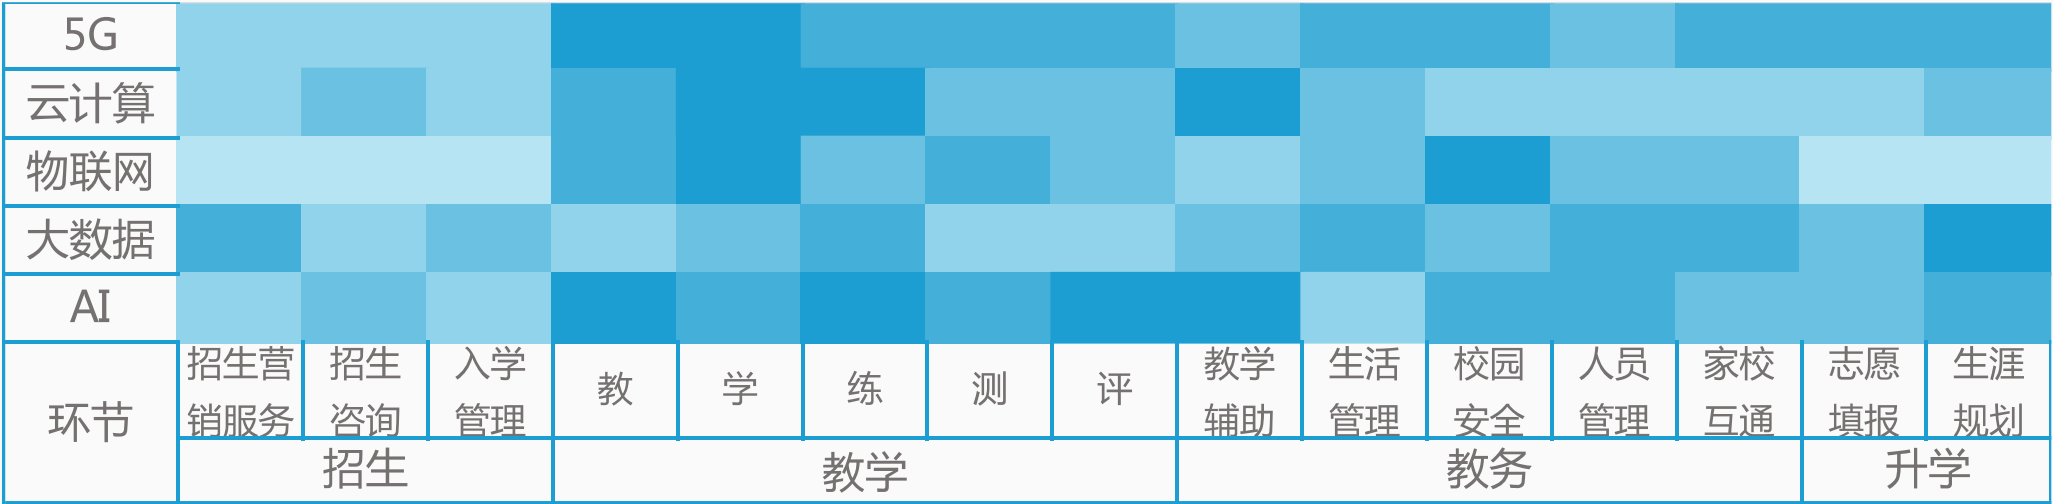 5G
云计算
物联网
大数据
AI
环节
招生营
销服务
招生
咨询
入学
管理
教
学
练
测
评
教学
辅助
生活
管理
校园
安全
人员
管理
家校
互通
志愿
填报
生涯
规划
招生
教学
教务
升学